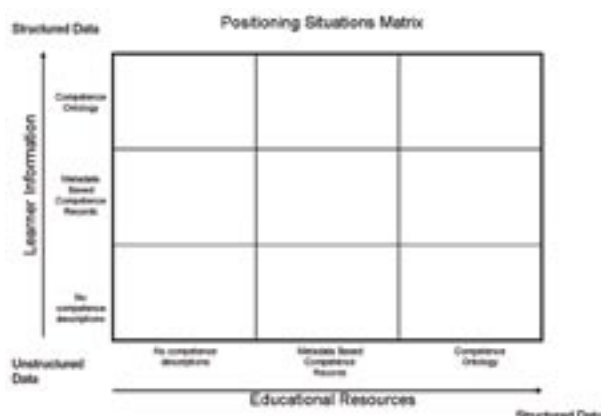 Structured Data
Positioning Situations Matrix
Competence
Ontology
Metadata
Based
Competence
Records
Learner Information
No
competence
descriptions
Unstructured
Data
No competence
descriptions
Metadata Based
Competence
Records
Competence
Ontology
Educational Resources
Structured Data